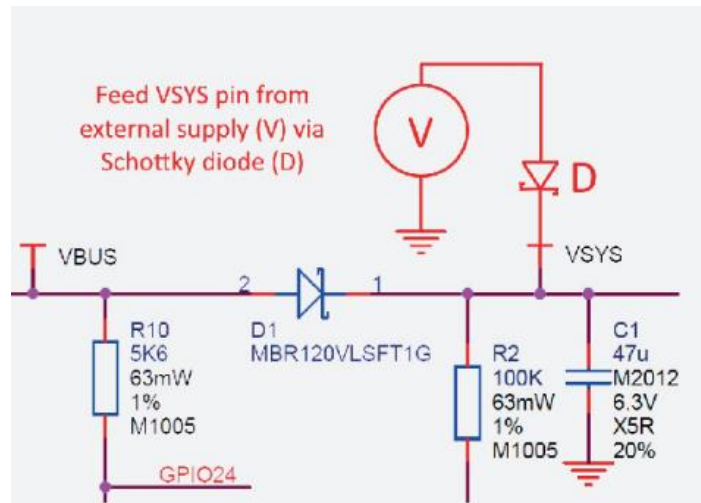 Feed VSYS pin from
external supply (V) via
Schottky diode (D)
V
D
VBUS
VSYS
2
1
R10
5K6
63mW
1%
M1005
D1
MBR120VLSFT1G
R2
100K
63mW
1%
M1005
C1
47u
M2012
6.3V
X5R
20%
GPIO24